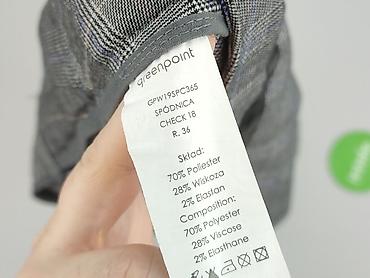 greenpoint
GPW19SPC365
SPÓDNICA
CHECK 18
R. 36
Skład:
70% Poliester
28% Wiskoza
2% Elastan
Composition:
70% Polyester
28% Viscose
2% Elasthane